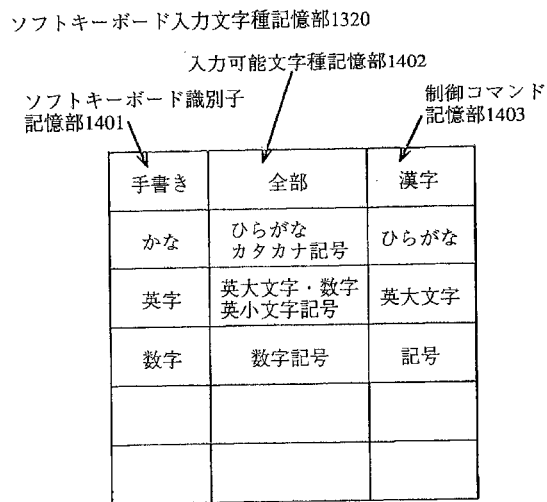 ソフトキーボード入力文字種記憶部1320
入力可能文字種記憶部1402
ソフトキーボード識別子
記憶部1401
制御コマンド
記憶部1403
手書き 全部 漢字
かな ひらがな
カタカナ記号 ひらがな
英字 英大文字・数字
英小文字記号 英大文字
数字 数字記号 記号